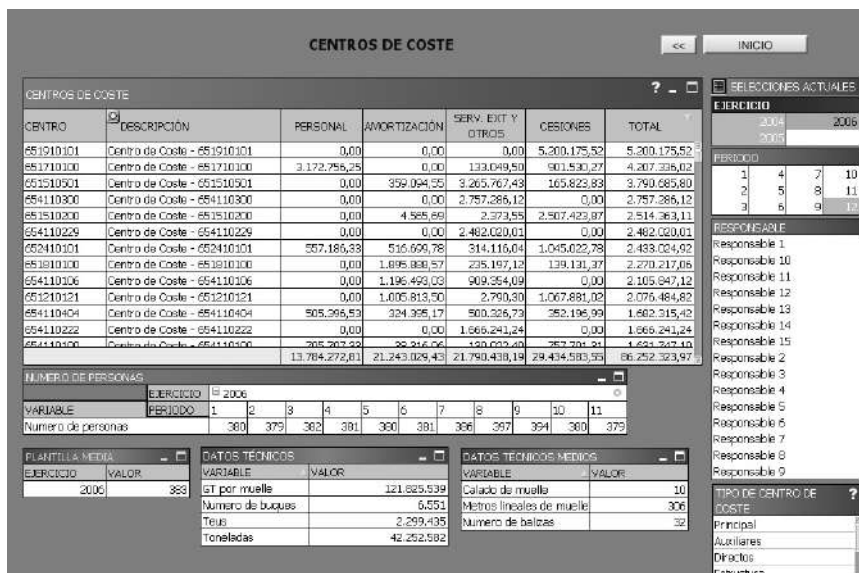 CENTROS DE COSTE
<< INICIO
CENTROS DE COSTE ? _
CENTRO DESCRIPCIÓN PERSONAL AMORTIZACIÓN SERV. EXT Y OTROS CESIONES TOTAL
651910101 Centro de Coste - 651910101 0,00 0,00 0,00 5.200.175,52 5.200.175,52
651710100 Centro de Coste - 651710100 3.172.756,25 0,00 133.049,50 901.530,27 4.207.336,02
651510501 Centro de Coste - 651510501 0,00 359.094,55 3.265.767,43 165.823,83 3.790.685,80
654110300 Centro de Coste - 654110300 0,00 0,00 2.757.286,12 0,00 2.757.286,12
651510200 Centro de Coste - 651510200 0,00 4.565,69 2.373,55 2.507.423,87 2.514.363,11
654110229 Centro de Coste - 654110229 0,00 0,00 2.482.020,01 0,00 2.482.020,01
652410101 Centro de Coste - 652410101 557.186,33 516.699,78 314.116,04 1.045.022,78 2.433.024,92
651810100 Centro de Coste - 651810100 0,00 1.895.888,57 235.197,12 139.131,37 2.270.217,06
654110106 Centro de Coste - 654110106 0,00 1.196.493,03 909.354,09 0,00 2.105.847,12
651210121 Centro de Coste - 651210121 0,00 1.005.813,50 2.790,30 1.067.881,02 2.076.484,82
654110404 Centro de Coste - 654110404 505.396,53 324.395,17 500.326,73 352.196,99 1.682.315,42
654110222 Centro de Coste - 654110222 0,00 0,00 1.666.241,24 0,00 1.666.241,24
Centro de Coste
13.784.272,81 21.243.029,43 21.790.438,19 29.434.583,55 86.252.323,97
NUMERO DE PERSONAS
EJERCICIO 2006
VARIABLE PERIODO 1 2 3 4 5 6 7 8 9 10 11
Numero de personas 380 379 382 381 380 381 386 397 394 380 379
PLANTILLA MEDIA
EJERCICIO VALOR
2006 383
DATOS TÉCNICOS
VARIABLE VALOR
GT por muelle 121.825.539
Numero de buques 6.551
Teus 2.299.435
Toneladas 42.252.582
DATOS TÉCNICOS MEDIOS
VARIABLE VALOR
Calado de muelle 10
Metros lineales de muelle 306
Numero de balizas 32
SELECCIONES ACTUALES
EJERCICIO
2004 2006
2005
PERIODO
1 4 7 10
2 5 8 11
3 6 9 12
RESPONSABLE
Responsable 1
Responsable 10
Responsable 11
Responsable 12
Responsable 13
Responsable 14
Responsable 15
Responsable 2
Responsable 3
Responsable 4
Responsable 5
Responsable 6
Responsable 7
Responsable 8
Responsable 9
TIPO DE CENTRO DE COSTE ?
Principal
Auxiliares
Directos
Estructura